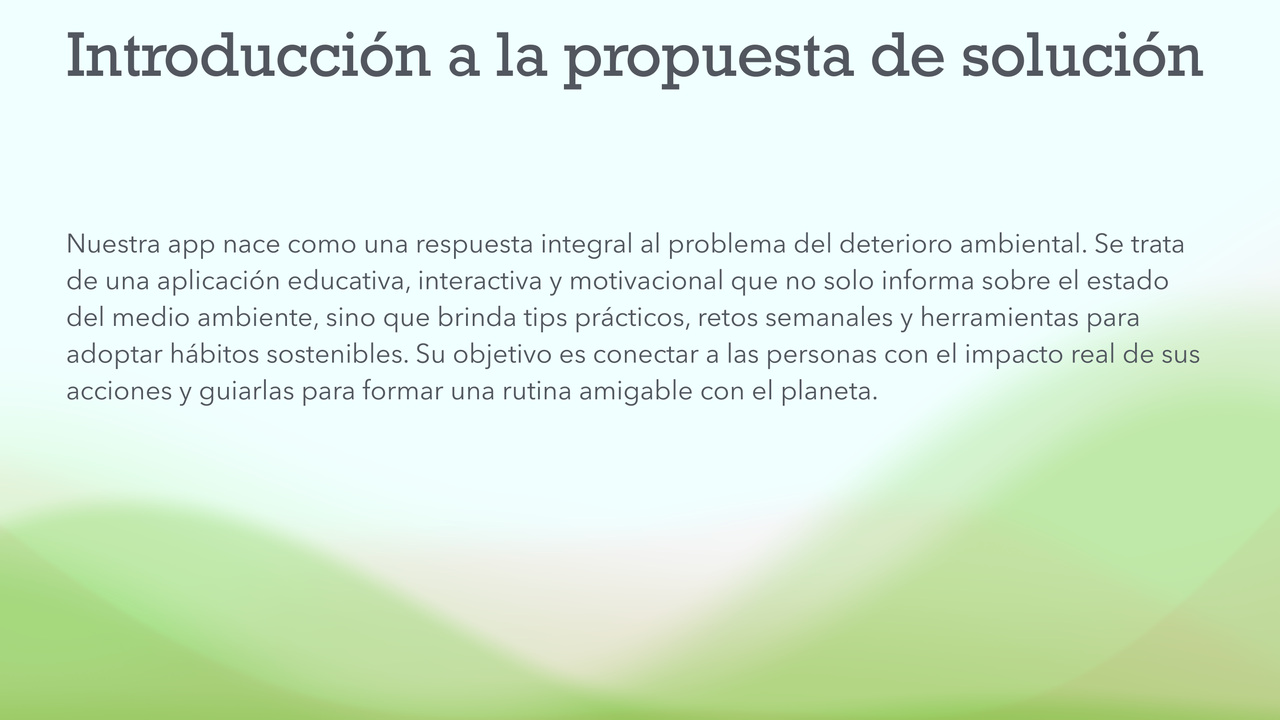 Introducción a la propuesta de solución
Nuestra app nace como una respuesta integral al problema del deterioro ambiental. Se trata
de una aplicación educativa, interactiva y motivacional que no solo informa sobre el estado
del medio ambiente, sino que brinda tips prácticos, retos semanales y herramientas para
adoptar hábitos sostenibles. Su objetivo es conectar a las personas con el impacto real de sus
acciones y guiarlas para formar una rutina amigable con el planeta.